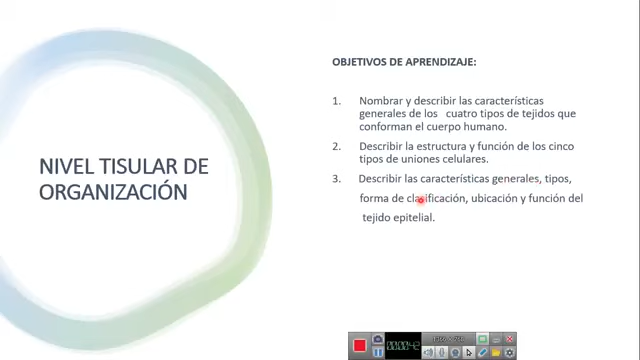 NIVEL TISULAR DE
ORGANIZACIÓN
OBJETIVOS DE APRENDIZAJE:
1. Nombrar y describir las características
generales de los cuatro tipos de tejidos que
conforman el cuerpo humano.
2. Describir la estructura y función de los cinco
tipos de uniones celulares.
3. Describir las características generales, tipos,
forma de clasificación, ubicación y función del
tejido epitelial.